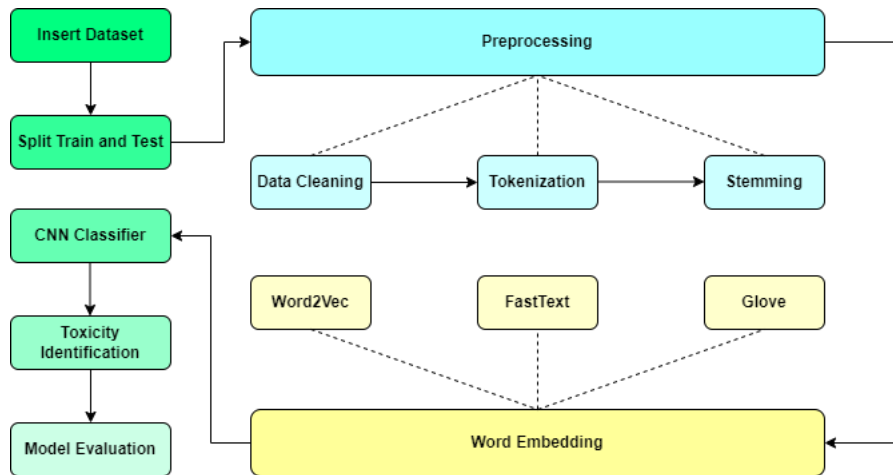 Insert Dataset
Preprocessing
Split Train and Test
Data Cleaning
Tokenization
Stemming
CNN Classifier
Word2Vec
FastText
Glove
Toxicity
Identification
Model Evaluation
Word Embedding